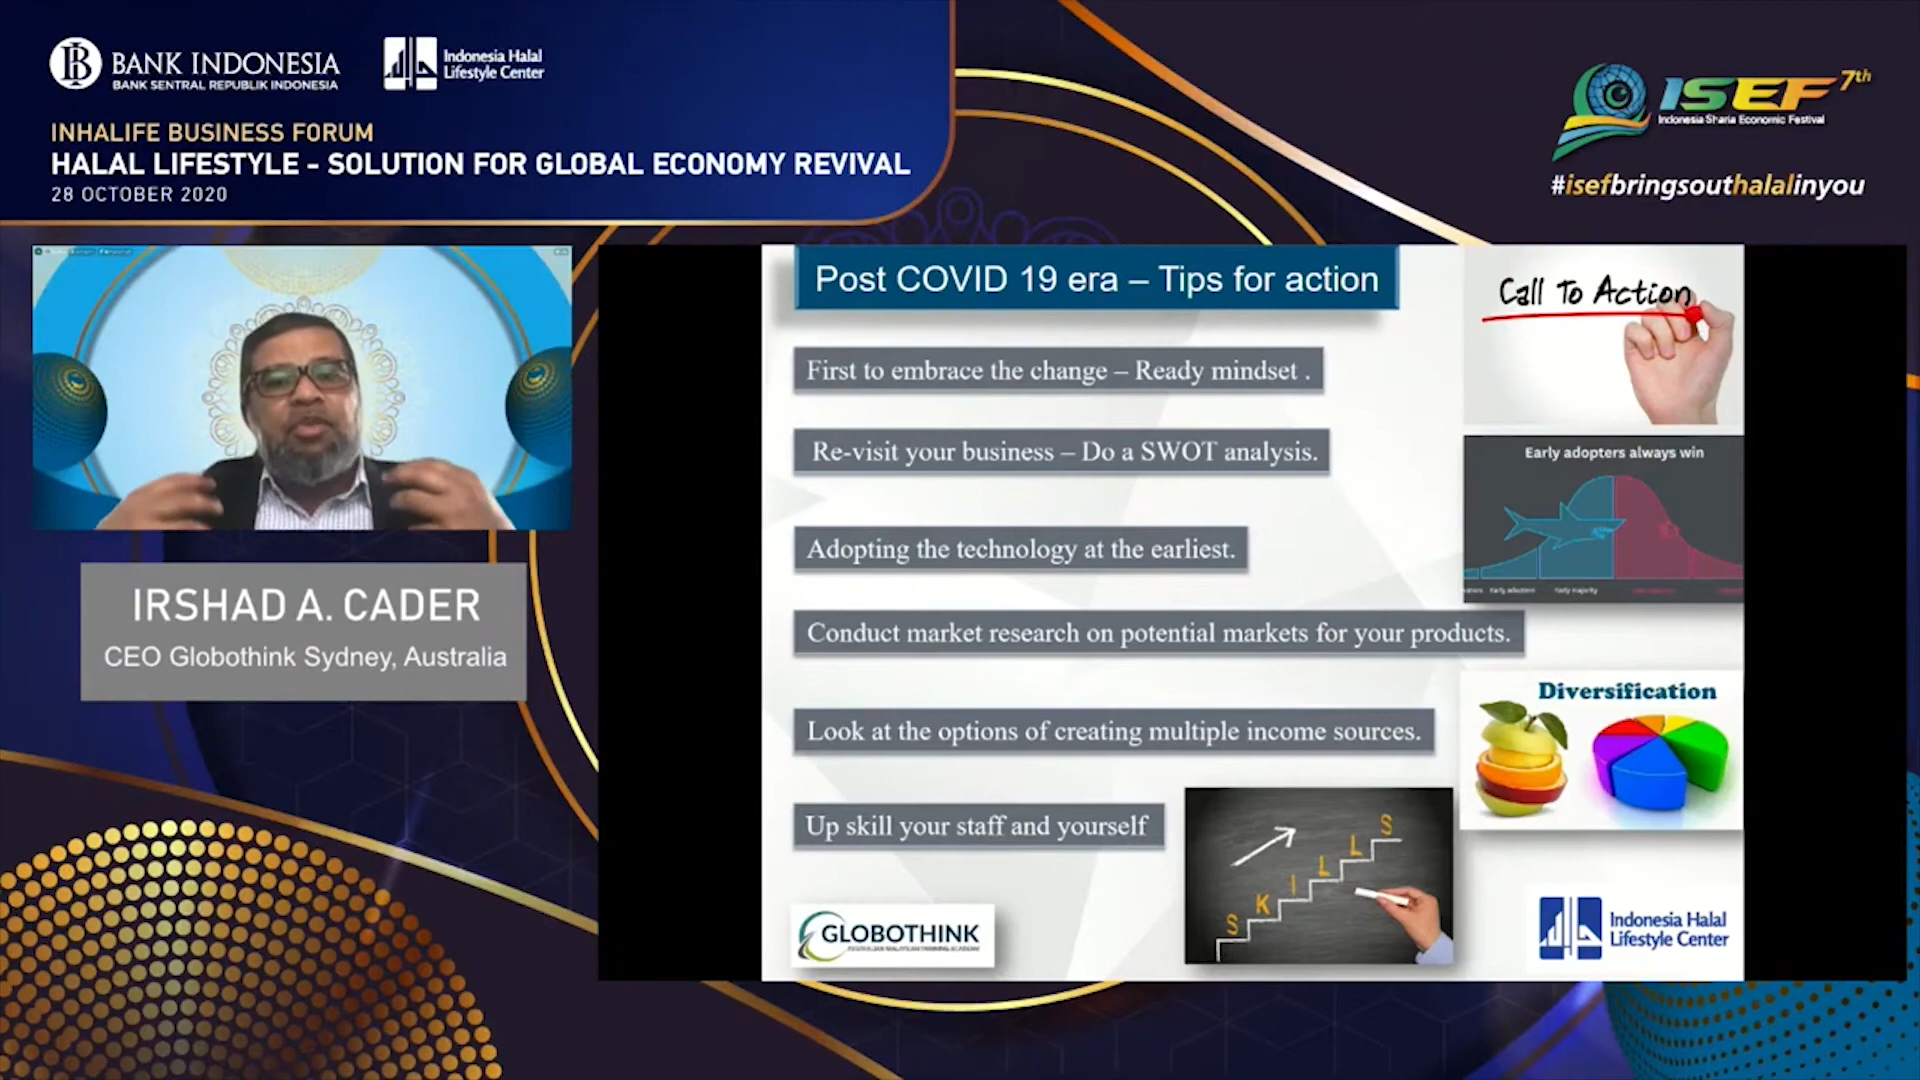 BANK INDONESIA
BANK SENTRAL REPUBLIK INDONESIA
Indonesia Halal
Lifestyle Center
INHALIFE BUSINESS FORUM
HALAL LIFESTYLE - SOLUTION FOR GLOBAL ECONOMY REVIVAL
28 OCTOBER 2020
ISEF 7th
Indonesia Sharia Economic Festival
#isefbringsouthalalinyou
IRSHAD A. CADER
CEO Globothink Sydney, Australia
Post COVID 19 era – Tips for action
Call To Action
First to embrace the change – Ready mindset .
Re-visit your business – Do a SWOT analysis.
Early adopters always win
Early adopters
Early majority
Adopting the technology at the earliest.
Conduct market research on potential markets for your products.
Diversification
Look at the options of creating multiple income sources.
Up skill your staff and yourself
SKILLS
GLOBOTHINK
Indonesia Halal
Lifestyle Center